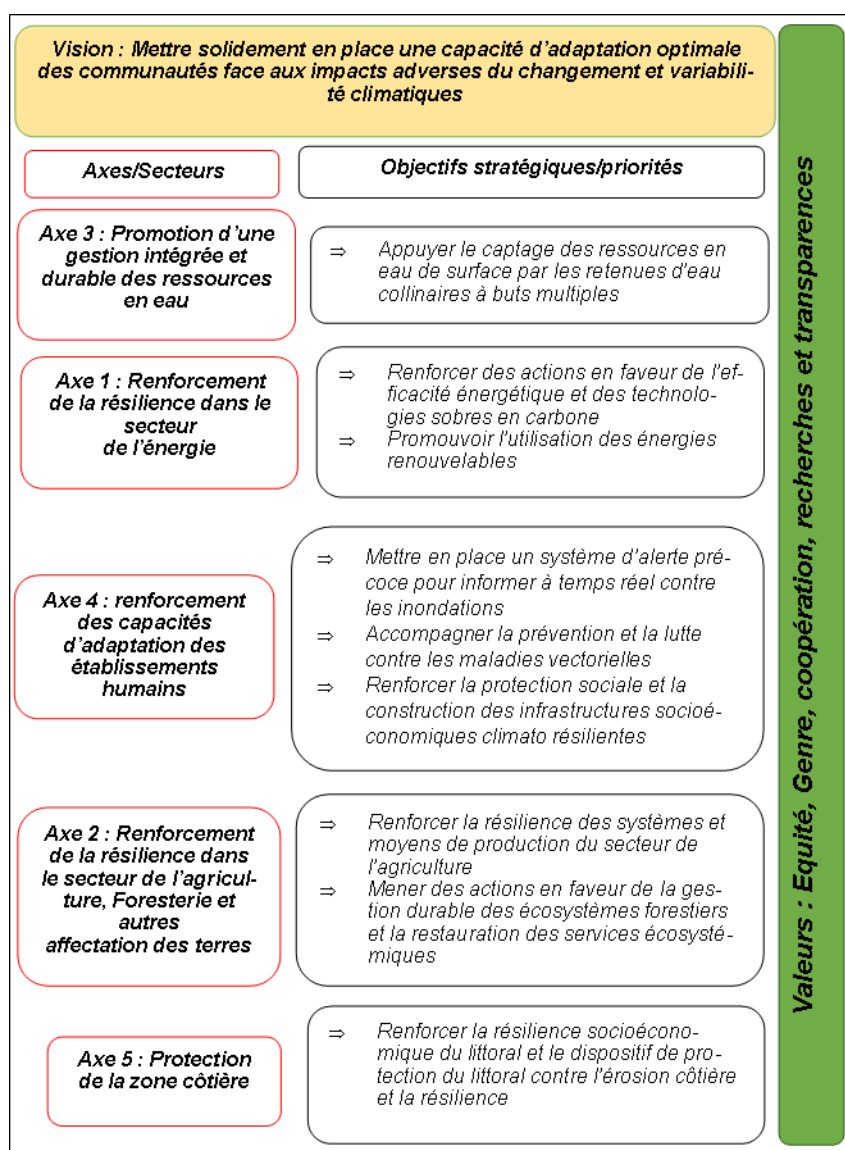 Vision : Mettre solidement en place une capacité d'adaptation optimale
des communautés face aux impacts adverses du changement et variabili-
té climatiques
Axes/Secteurs
Objectifs stratégiques/priorités
Axe 3 : Promotion d'une
gestion intégrée et
durable des ressources
en eau
⇒ Appuyer le captage des ressources en
eau de surface par les retenues d'eau
collinaires à buts multiples
Axe 1 : Renforcement
de la résilience dans le
secteur
de l'énergie
⇒ Renforcer des actions en faveur de l'ef-
ficacité énergétique et des technolo-
gies sobres en carbone
⇒ Promouvoir l'utilisation des énergies
renouvelables
Axe 4 : renforcement
des capacités
d'adaptation des
établissements
humains
⇒ Mettre en place un système d'alerte pré-
coce pour informer à temps réel contre
les inondations
⇒ Accompagner la prévention et la lutte
contre les maladies vectorielles
⇒ Renforcer la protection sociale et la
construction des infrastructures socioé-
conomiques climato résilientes
Axe 2 : Renforcement
de la résilience dans
le secteur de l'agricul-
ture, Foresterie et
autres
affectation des terres
⇒ Renforcer la résilience des systèmes et
moyens de production du secteur de
l'agriculture
⇒ Mener des actions en faveur de la ges-
tion durable des écosystèmes forestiers
et la restauration des services écosysté-
miques
Axe 5 : Protection
de la zone côtière
⇒ Renforcer la résilience socioécono-
mique du littoral et le dispositif de pro-
tection du littoral contre l'érosion côtière
et la résilience
Valeurs : Equité, Genre, coopération, recherches et transparences